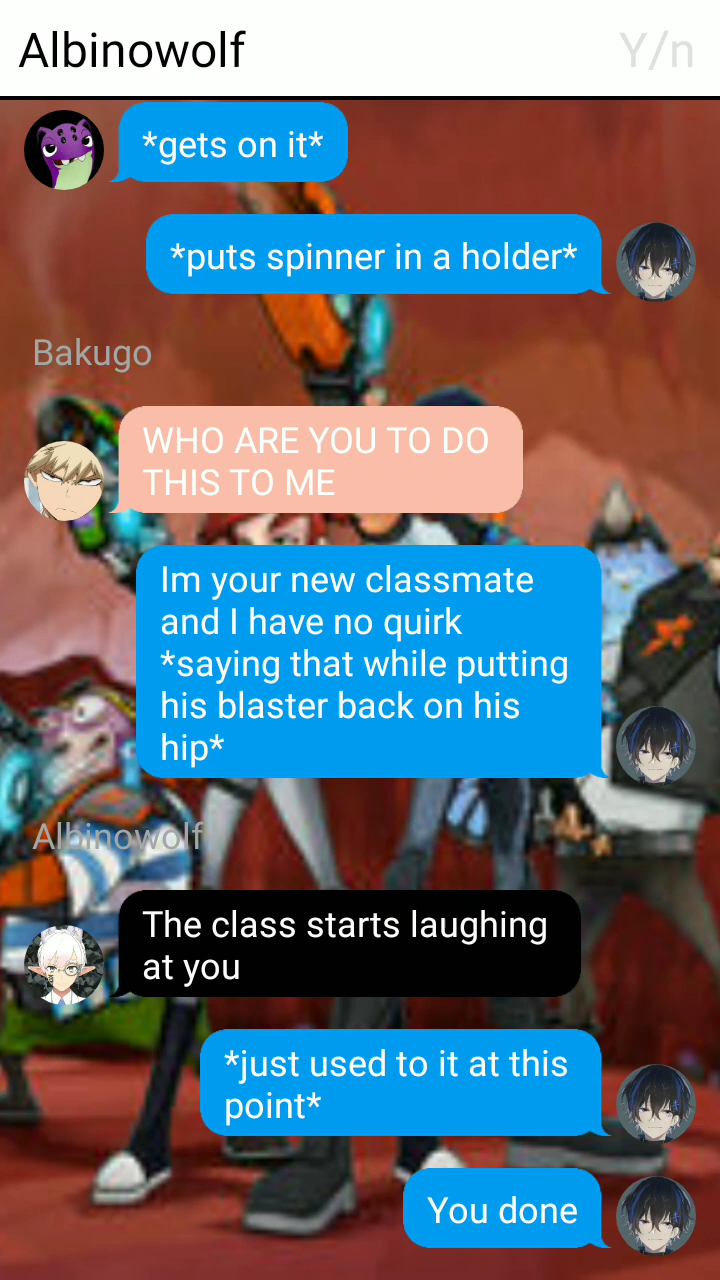 Albinowolf
Y/n
*gets on it*
*puts spinner in a holder*
Bakugo
WHO ARE YOU TO DO
THIS TO ME
Im your new classmate
and I have no quirk
*saying that while putting
his blaster back on his
hip*
Albinowolf
The class starts laughing
at you
*just used to it at this
point*
You done